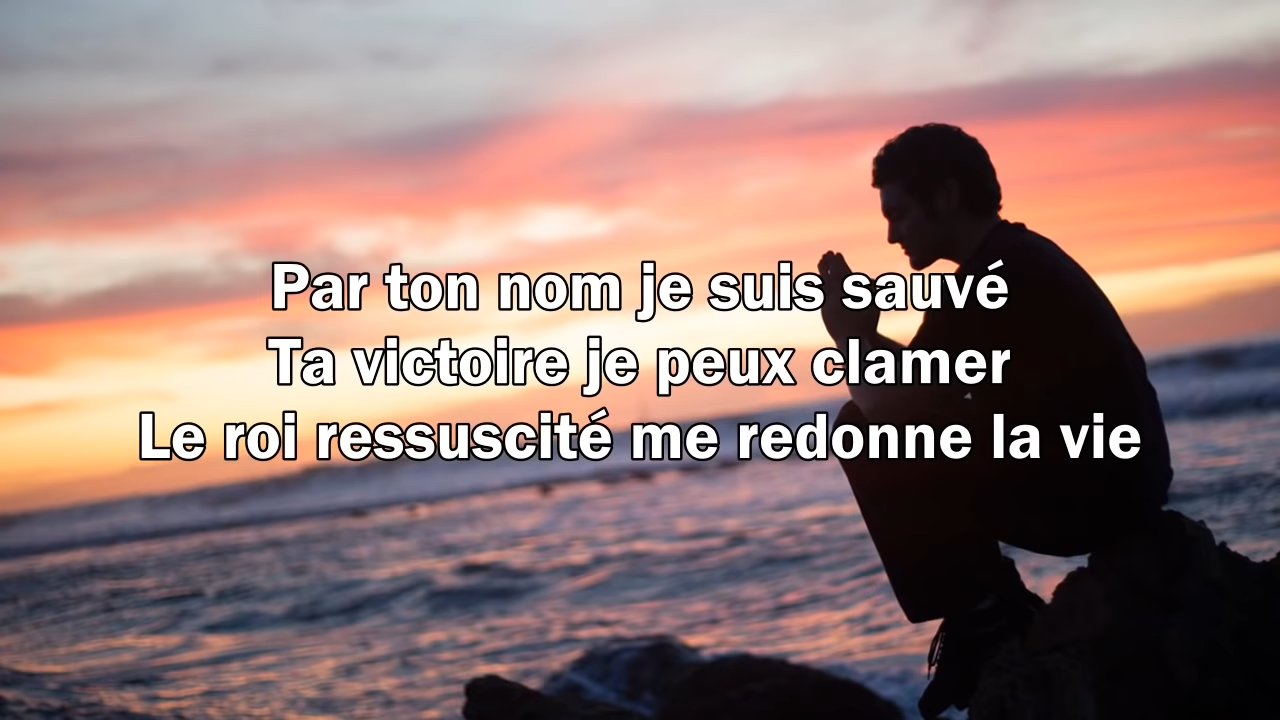 Par ton nom je suis sauvé
Ta victoire je peux clamer
Le roi ressuscité me redonne la vie